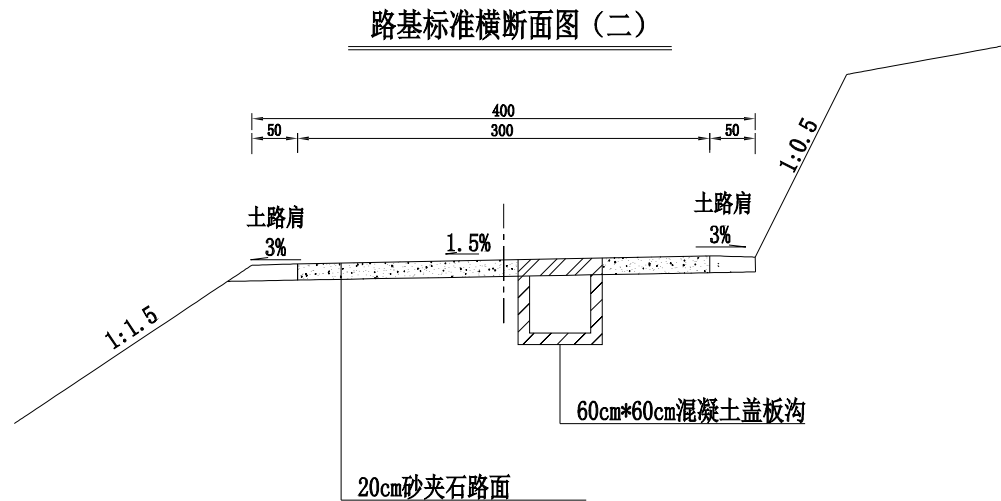 路基标准横断面图（二）
400
50 300 50
1:0.5
土路肩 土路肩
3% 1.5% 3%
1:1.5
60cm*60cm混凝土盖板沟
20cm砂夹石路面